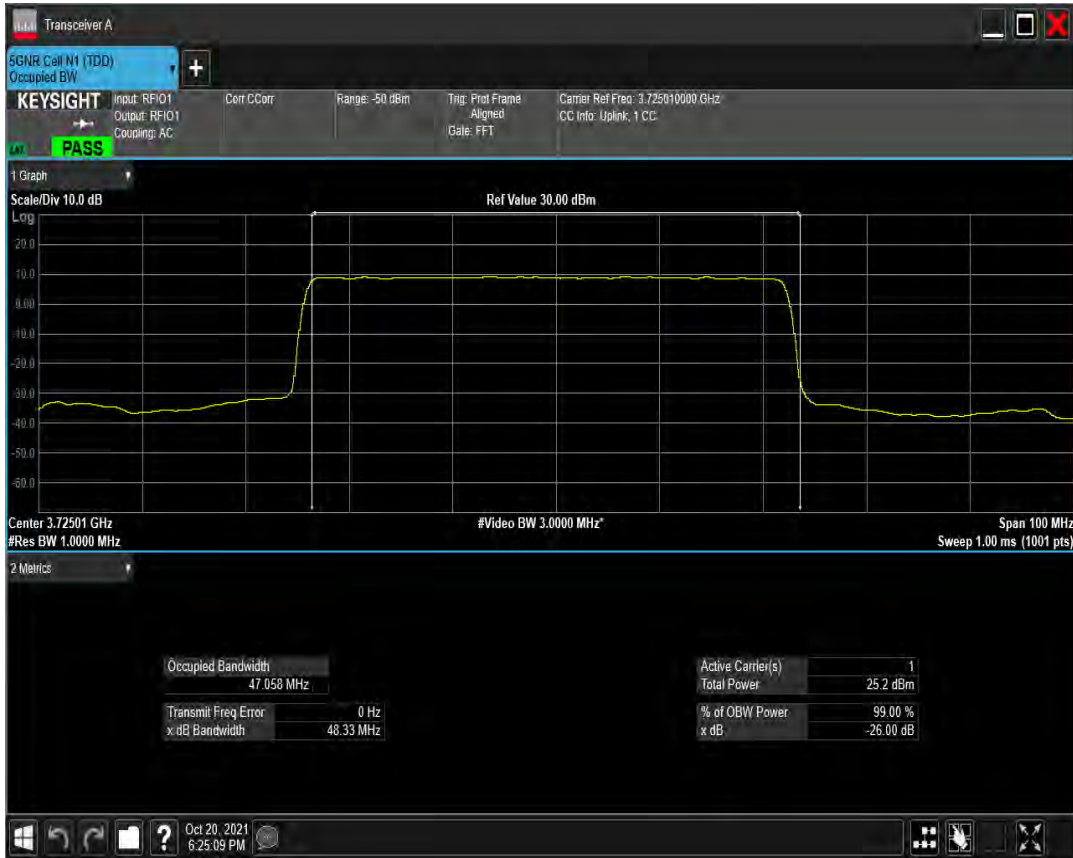 Transceiver A
5GNR Cell N1 (TDD)
Occupied BW
+
KEYSIGHT
Input: RFIO1
Output: RFIO1
Coupling: AC
Corr CCorr
Range: -50 dBm
Trig: Prot Frame
Aligned
Gate: FFT
Carrier Ref Freq: 3.725010000 GHz
CC Info: Uplink, 1 CC
PASS
1 Graph
Scale/Div 10.0 dB
Ref Value 30.00 dBm
Log
20.0
10.0
0.00
-10.0
-20.0
-30.0
-40.0
-50.0
-60.0
Center 3.72501 GHz
#Video BW 3.0000 MHz*
Span 100 MHz
#Res BW 1.0000 MHz
Sweep 1.00 ms (1001 pts)
2 Metrics
Occupied Bandwidth
47.058 MHz
Transmit Freq Error 0 Hz
x dB Bandwidth 48.33 MHz
Active Carrier(s) 1
Total Power 25.2 dBm
% of OBW Power 99.00 %
x dB -26.00 dB
?
Oct 20, 2021
6:25:09 PM